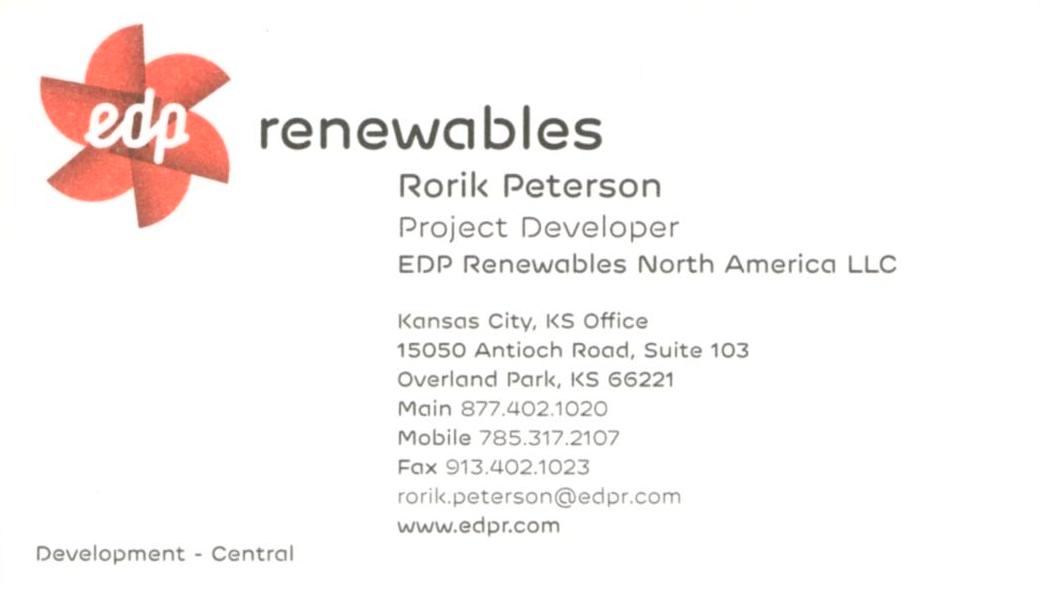 edp renewables
Rorik Peterson
Project Developer
EDP Renewables North America LLC
Kansas City, KS Office
15050 Antioch Road, Suite 103
Overland Park, KS 66221
Main 877.402.1020
Mobile 785.317.2107
Fax 913.402.1023
rorik.peterson@edpr.com
www.edpr.com
Development - Central